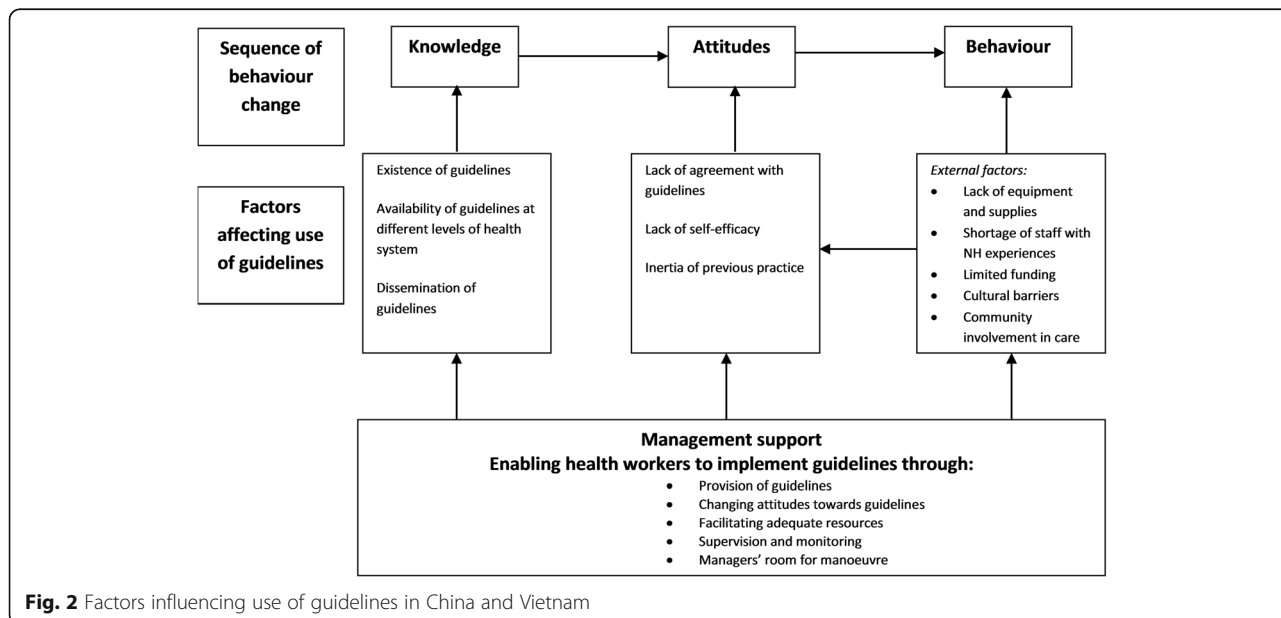 Sequence of
behaviour
change
Knowledge
Attitudes
Behaviour
Factors
affecting use
of guidelines
Existence of guidelines
Availability of guidelines at
different levels of health
system
Dissemination of
guidelines
Lack of agreement with
guidelines
Lack of self-efficacy
Inertia of previous practice
External factors:
• Lack of equipment
and supplies
• Shortage of staff with
NH experiences
• Limited funding
• Cultural barriers
• Community
involvement in care
Management support
Enabling health workers to implement guidelines through:
• Provision of guidelines
• Changing attitudes towards guidelines
• Facilitating adequate resources
• Supervision and monitoring
• Managers’ room for manoeuvre
Fig. 2 Factors influencing use of guidelines in China and Vietnam